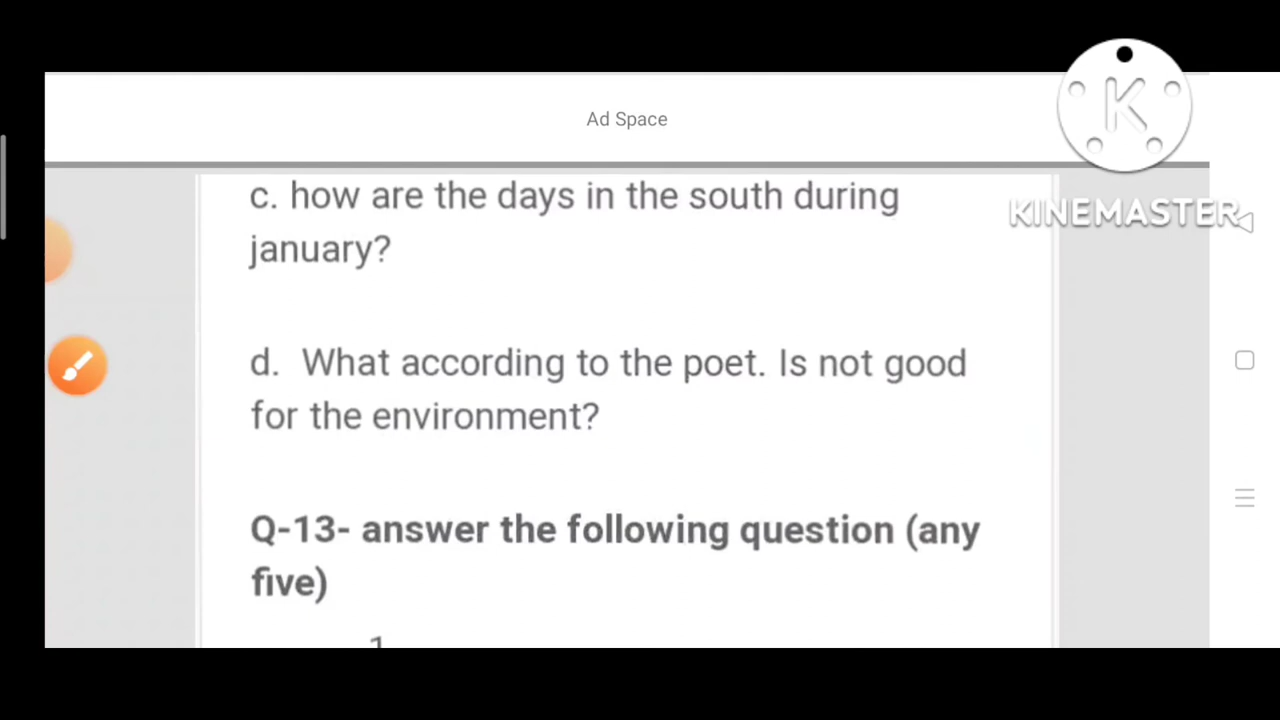 Ad Space
KINEMASTER
c. how are the days in the south during
january?
d. What according to the poet. Is not good
for the environment?
Q-13- answer the following question (any
five)
1